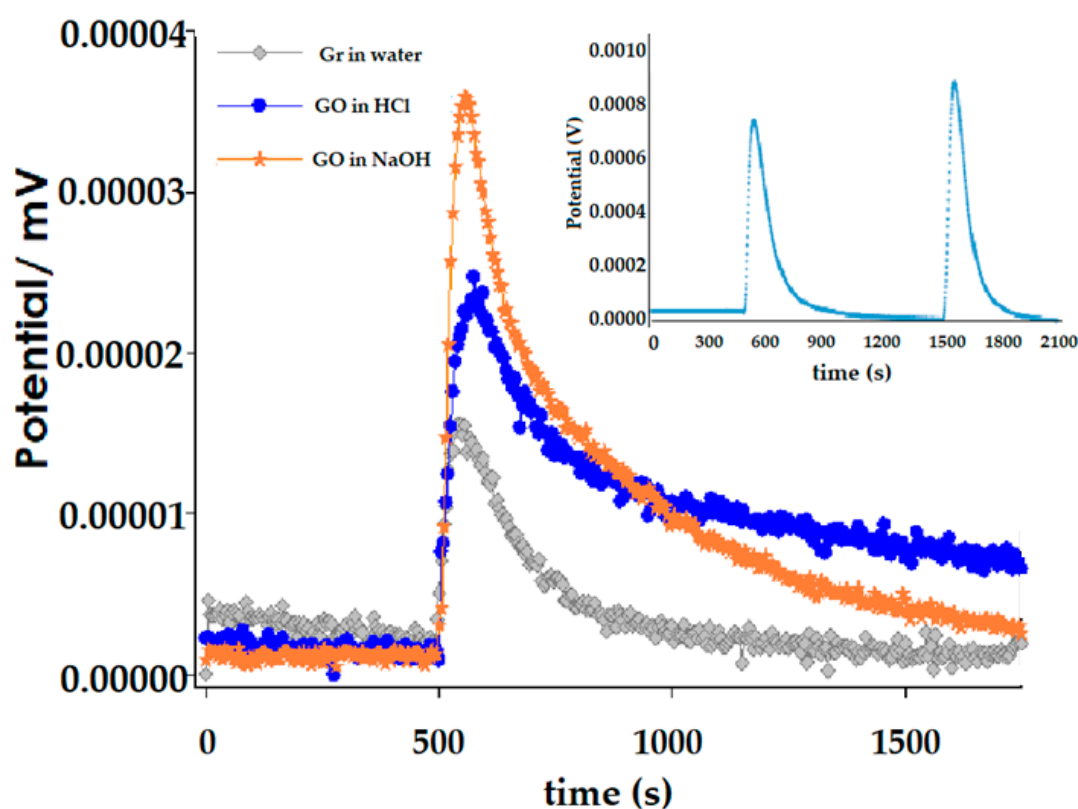 Potential/ mV
0.00004
0.00003
0.00002
0.00001
0.00000
Gr in water
GO in HCl
GO in NaOH
0 500 1000 1500
time (s)
Potential (V)
0.0010
0.0008
0.0006
0.0004
0.0002
0.0000
0 300 600 900 1200 1500 1800 2100
time (s)